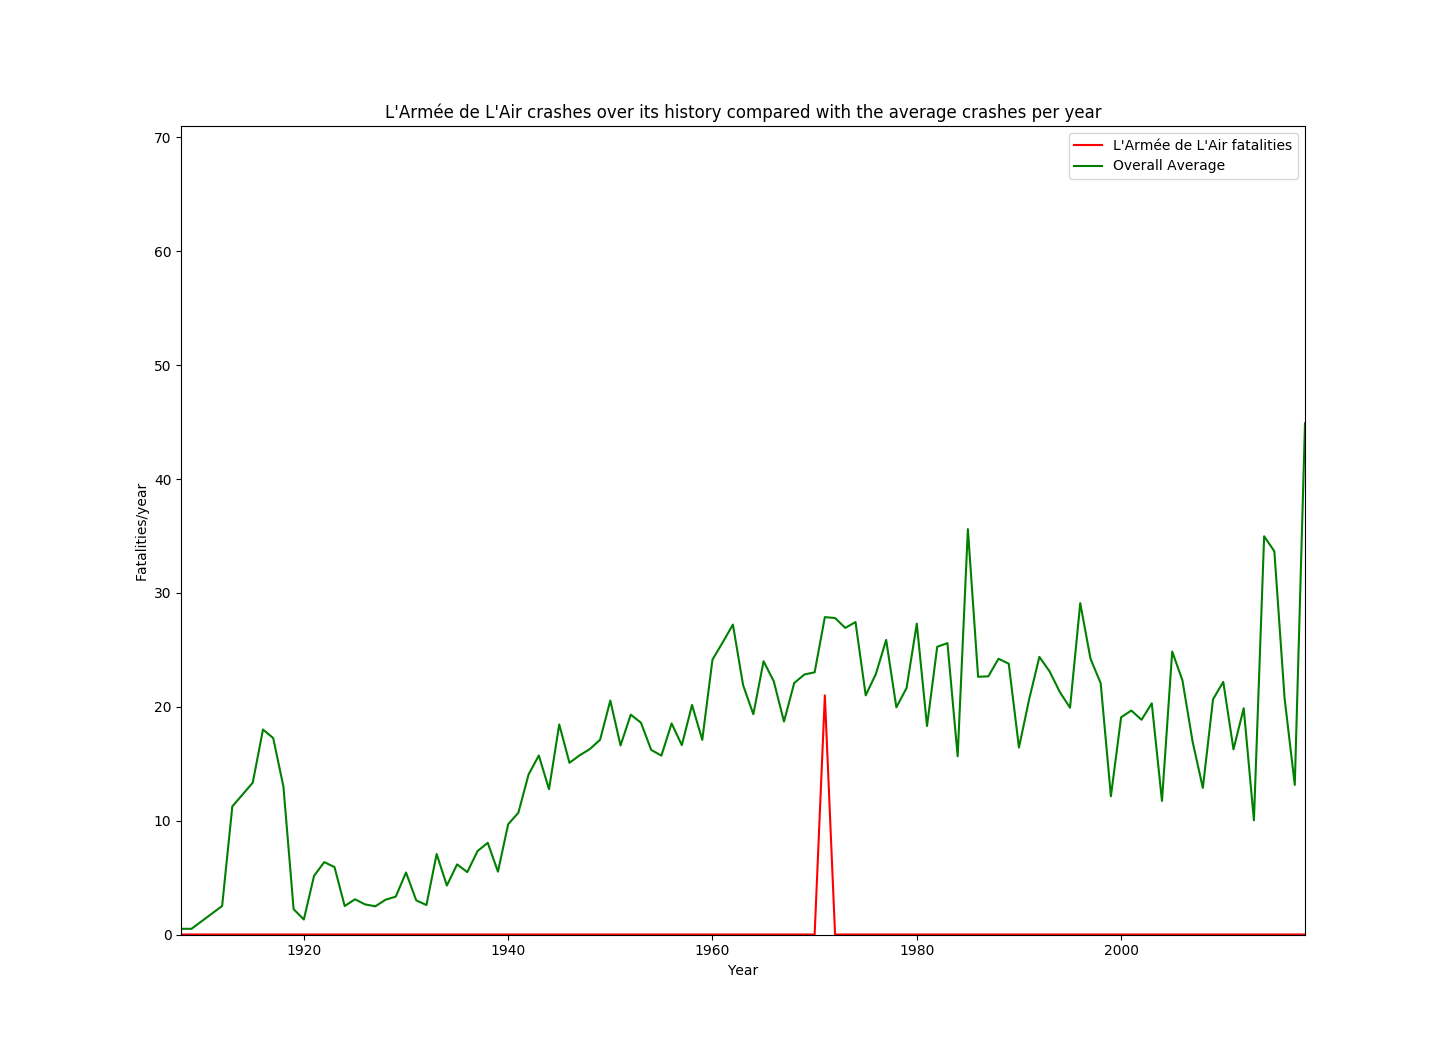 L'Armée de L'Air crashes over its history compared with the average crashes per year
L'Armée de L'Air fatalities
Overall Average
70
60
50
40
30
20
10
0
Fatalities/year
1920 1940 1960 1980 2000
Year